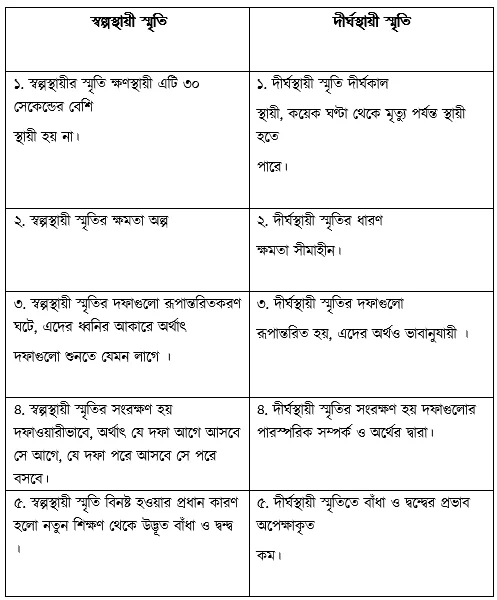 স্বল্পস্থায়ী স্মৃতি
দীর্ঘস্থায়ী স্মৃতি
১. স্বল্পস্থায়ীর স্মৃতি ক্ষণস্থায়ী এটি ৩০
সেকেন্ডের বেশি
স্থায়ী হয় না।
১. দীর্ঘস্থায়ী স্মৃতি দীর্ঘকাল
স্থায়ী, কয়েক ঘণ্টা থেকে মৃত্যু পর্যন্ত স্থায়ী
হতে
পারে।
২. স্বল্পস্থায়ী স্মৃতির ক্ষমতা অল্প
২. দীর্ঘস্থায়ী স্মৃতির ধারণ
ক্ষমতা সীমাহীন।
৩. স্বল্পস্থায়ী স্মৃতির দফাগুলো রূপান্তরিতকরণ
ঘটে, এদের ধ্বনির আকারে অর্থাৎ
দফাগুলো শুনতে যেমন লাগে ।
৩. দীর্ঘস্থায়ী স্মৃতির দফাগুলো
রূপান্তরিত হয়, এদের অর্থও ভাবানুযায়ী ।
৪. স্বল্পস্থায়ী স্মৃতির সংরক্ষণ হয়
দফাওয়ারীভাবে, অর্থাৎ যে দফা আগে আসবে
সে আগে, যে দফা পরে আসবে সে পরে
বসবে।
৪. দীর্ঘস্থায়ী স্মৃতির সংরক্ষণ হয় দফাগুলোর
পারস্পরিক সম্পর্ক ও অর্থের দ্বারা।
৫. স্বল্পস্থায়ী স্মৃতি বিনষ্ট হওয়ার প্রধান কারণ
হলো নতুন শিক্ষণ থেকে উদ্ভূত বাঁধা ও দ্বন্দ্ব
।
৫. দীর্ঘস্থায়ী স্মৃতিতে বাঁধা ও দ্বন্দ্বের প্রভাব
অপেক্ষাকৃত
কম।